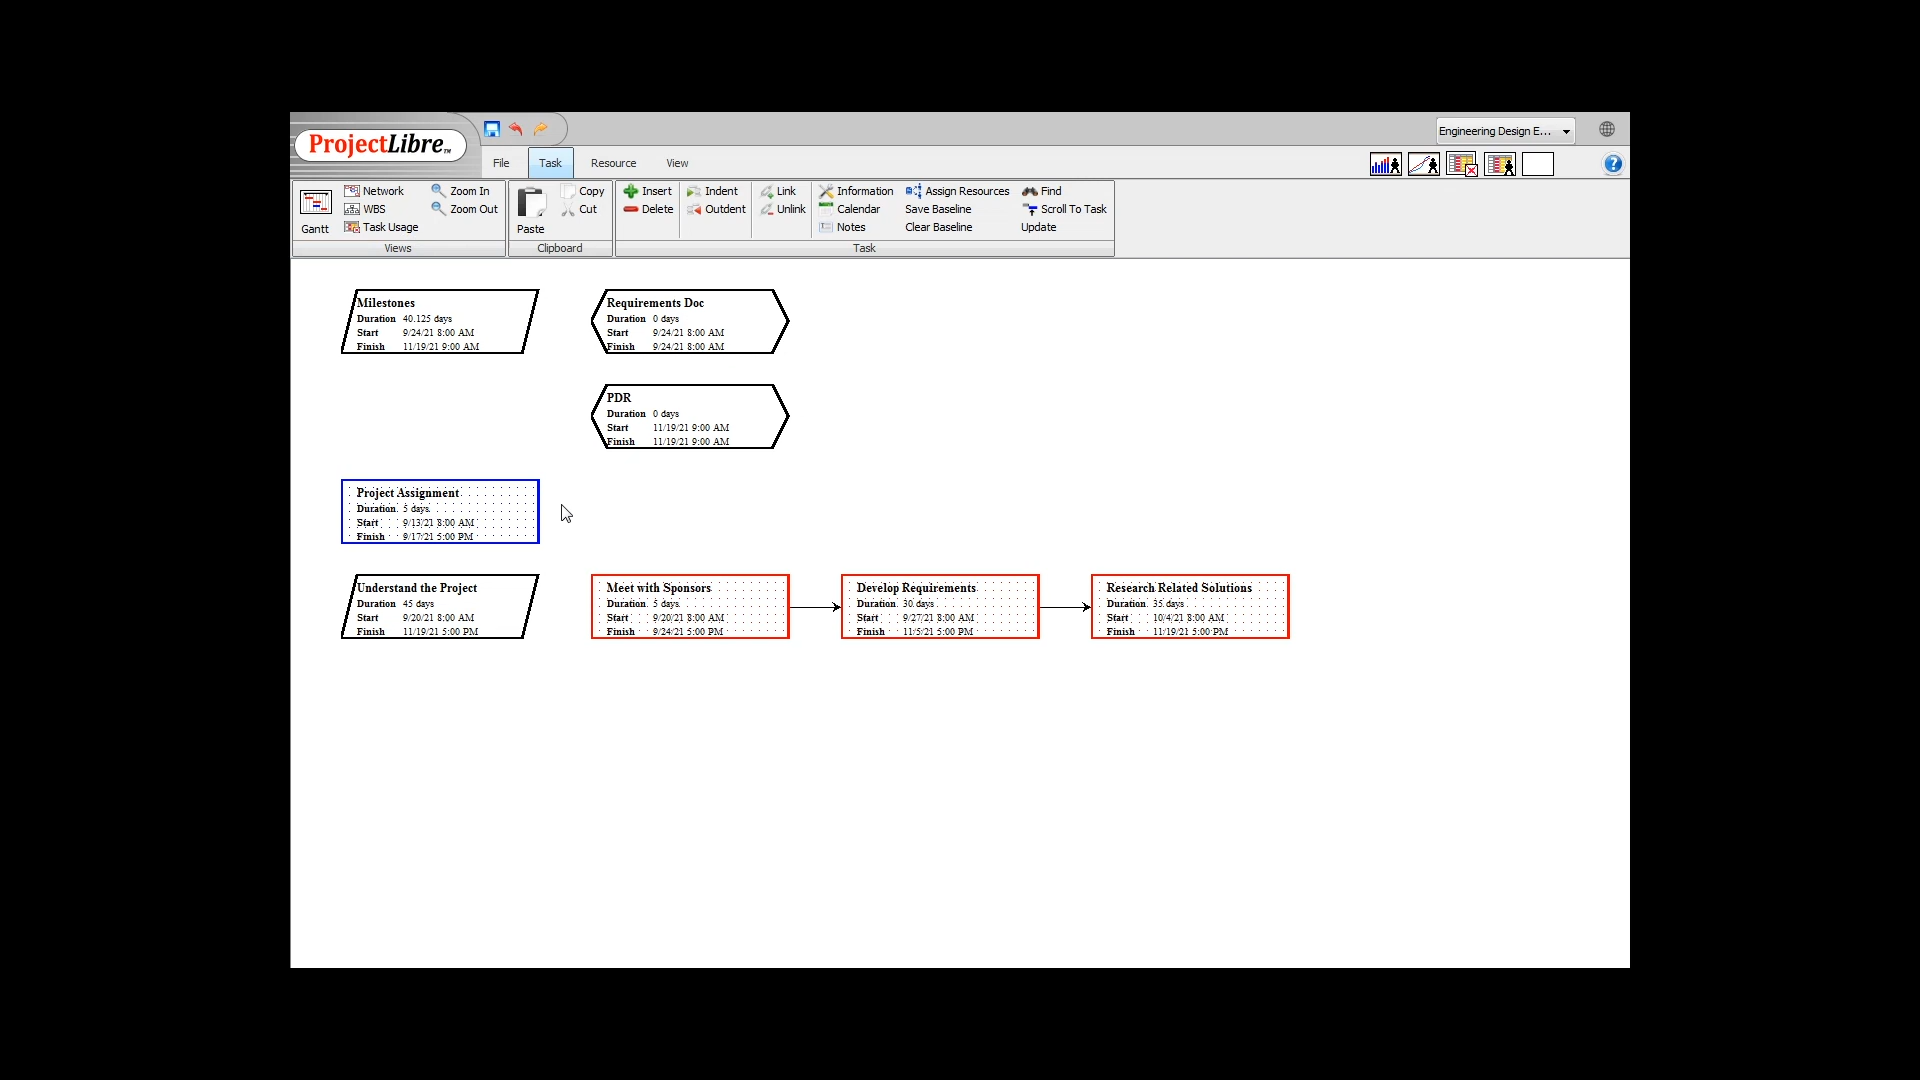 ProjectLibre™
Engineering Design E...
File Task Resource View
Gantt
Network
WBS
Task Usage
Zoom In
Zoom Out
Views
Paste
Copy
Cut
Clipboard
Insert
Delete
Indent
Outdent
Link
Unlink
Information
Calendar
Notes
Assign Resources
Save Baseline
Clear Baseline
Find
Scroll To Task
Update
Task
Milestones
Duration 40.125 days
Start 9/24/21 8:00 AM
Finish 11/19/21 9:00 AM
Requirements Doc
Duration 0 days
Start 9/24/21 8:00 AM
Finish 9/24/21 8:00 AM
PDR
Duration 0 days
Start 11/19/21 9:00 AM
Finish 11/19/21 9:00 AM
Project Assignment
Duration 5 days
Start 9/13/21 8:00 AM
Finish 9/17/21 5:00 PM
Understand the Project
Duration 45 days
Start 9/20/21 8:00 AM
Finish 11/19/21 5:00 PM
Meet with Sponsors
Duration 5 days
Start 9/20/21 8:00 AM
Finish 9/24/21 5:00 PM
Develop Requirements
Duration 30 days
Start 9/27/21 8:00 AM
Finish 11/5/21 5:00 PM
Research Related Solutions
Duration 35 days
Start 10/4/21 8:00 AM
Finish 11/19/21 5:00 PM